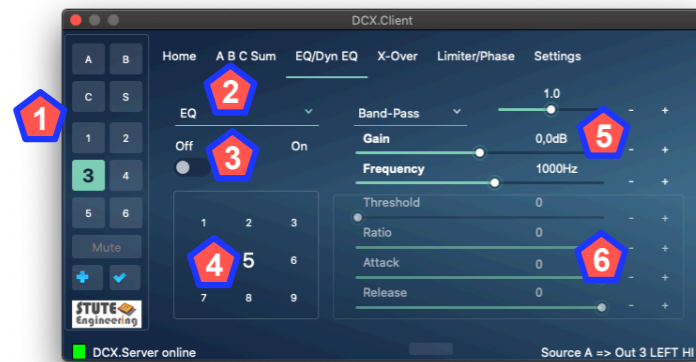 DCX.Client
Home A B C Sum EQ/Dyn EQ X-Over Limiter/Phase Settings
A B
C S
1 2
3 4
5 6
Mute
STUTE
Engineering
1
2
EQ
Off On
3
1 2 3
4 5 6
7 8 9
Band-Pass 1.0 - +
Gain 0,0dB - +
5
Frequency 1000Hz - +
Threshold 0 - +
Ratio 0 - +
6
Attack 0 - +
Release 0 - +
DCX.Server online
Source A => Out 3 LEFT HI